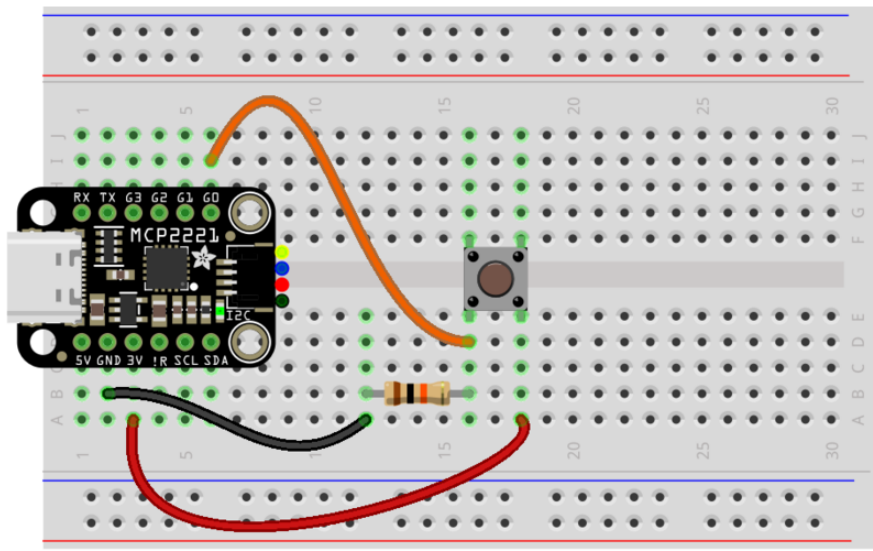 1 5 10 15 20 25 30
J J
I I
H H
G G
F F
RX TX G3 G2 G1 G0
MCP2221
I2C
5V GND 3V !R SCL SDA
E E
D D
C C
B B
A A
1 5 10 15 20 25 30